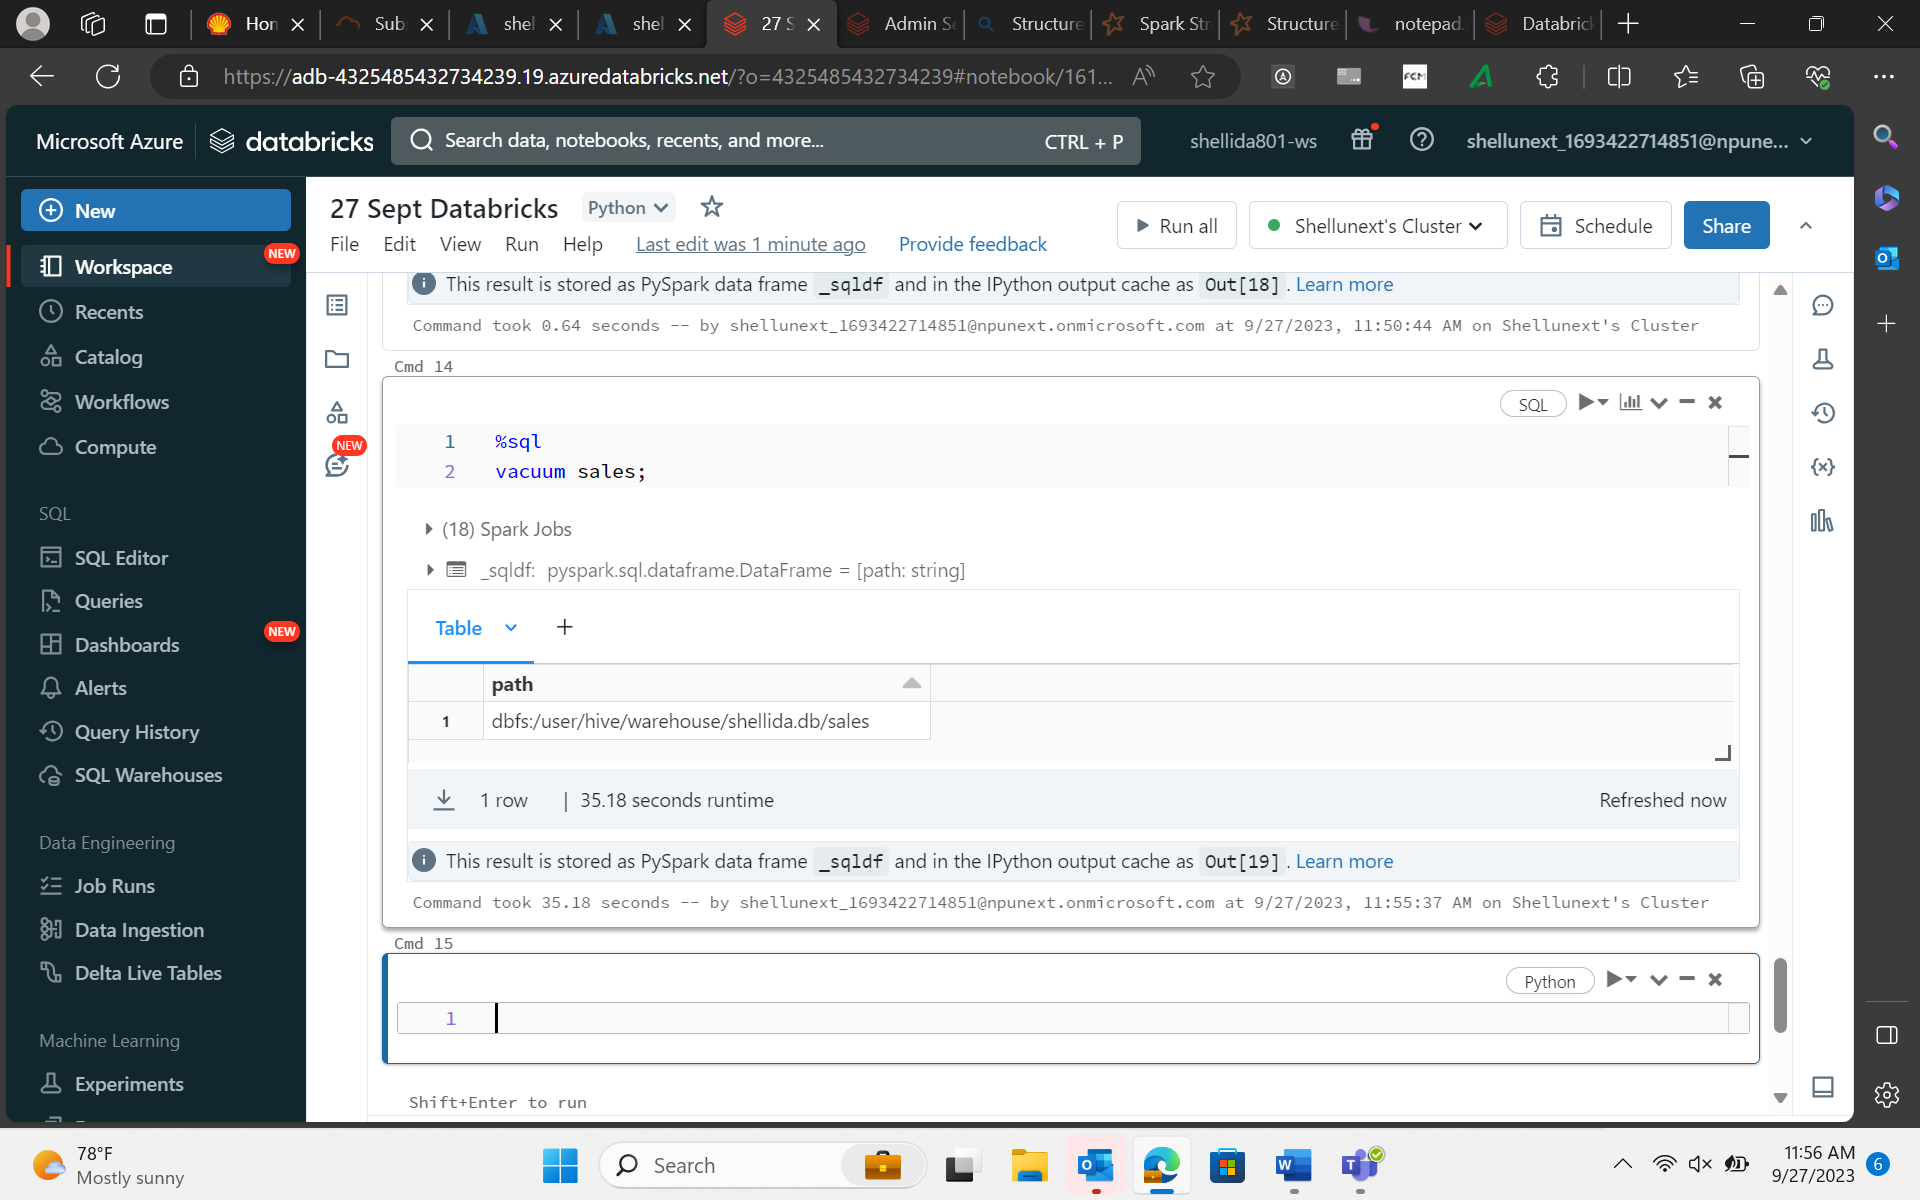 Hon
Sub
shel
shel
27 S
Admin Se
Structure
Spark Str
Structure
notepad.
Databrick
https://adb-4325485432734239.19.azuredatabricks.net/?o=4325485432734239#notebook/161...
FCM
Microsoft Azure
databricks
Search data, notebooks, recents, and more...
CTRL + P
shellida801-ws
shellunext_1693422714851@npune...
New
Workspace
NEW
Recents
Catalog
Workflows
Compute
SQL
SQL Editor
Queries
Dashboards
NEW
Alerts
Query History
SQL Warehouses
Data Engineering
Job Runs
Data Ingestion
Delta Live Tables
Machine Learning
Experiments
27 Sept Databricks
Python
File Edit View Run Help
Last edit was 1 minute ago
Provide feedback
Run all
Shellunext's Cluster
Schedule
Share
NEW
This result is stored as PySpark data frame _sqldf and in the IPython output cache as Out[18]. Learn more
Command took 0.64 seconds -- by shellunext_1693422714851@npunext.onmicrosoft.com at 9/27/2023, 11:50:44 AM on Shellunext's Cluster
Cmd 14
SQL
1 %sql
2 vacuum sales;
(18) Spark Jobs
_sqldf: pyspark.sql.dataframe.DataFrame = [path: string]
Table +
path
1 dbfs:/user/hive/warehouse/shellida.db/sales
1 row | 35.18 seconds runtime
Refreshed now
This result is stored as PySpark data frame _sqldf and in the IPython output cache as Out[19]. Learn more
Command took 35.18 seconds -- by shellunext_1693422714851@npunext.onmicrosoft.com at 9/27/2023, 11:55:37 AM on Shellunext's Cluster
Cmd 15
Python
1
Shift+Enter to run
78°F
Mostly sunny
Search
11:56 AM
9/27/2023
6